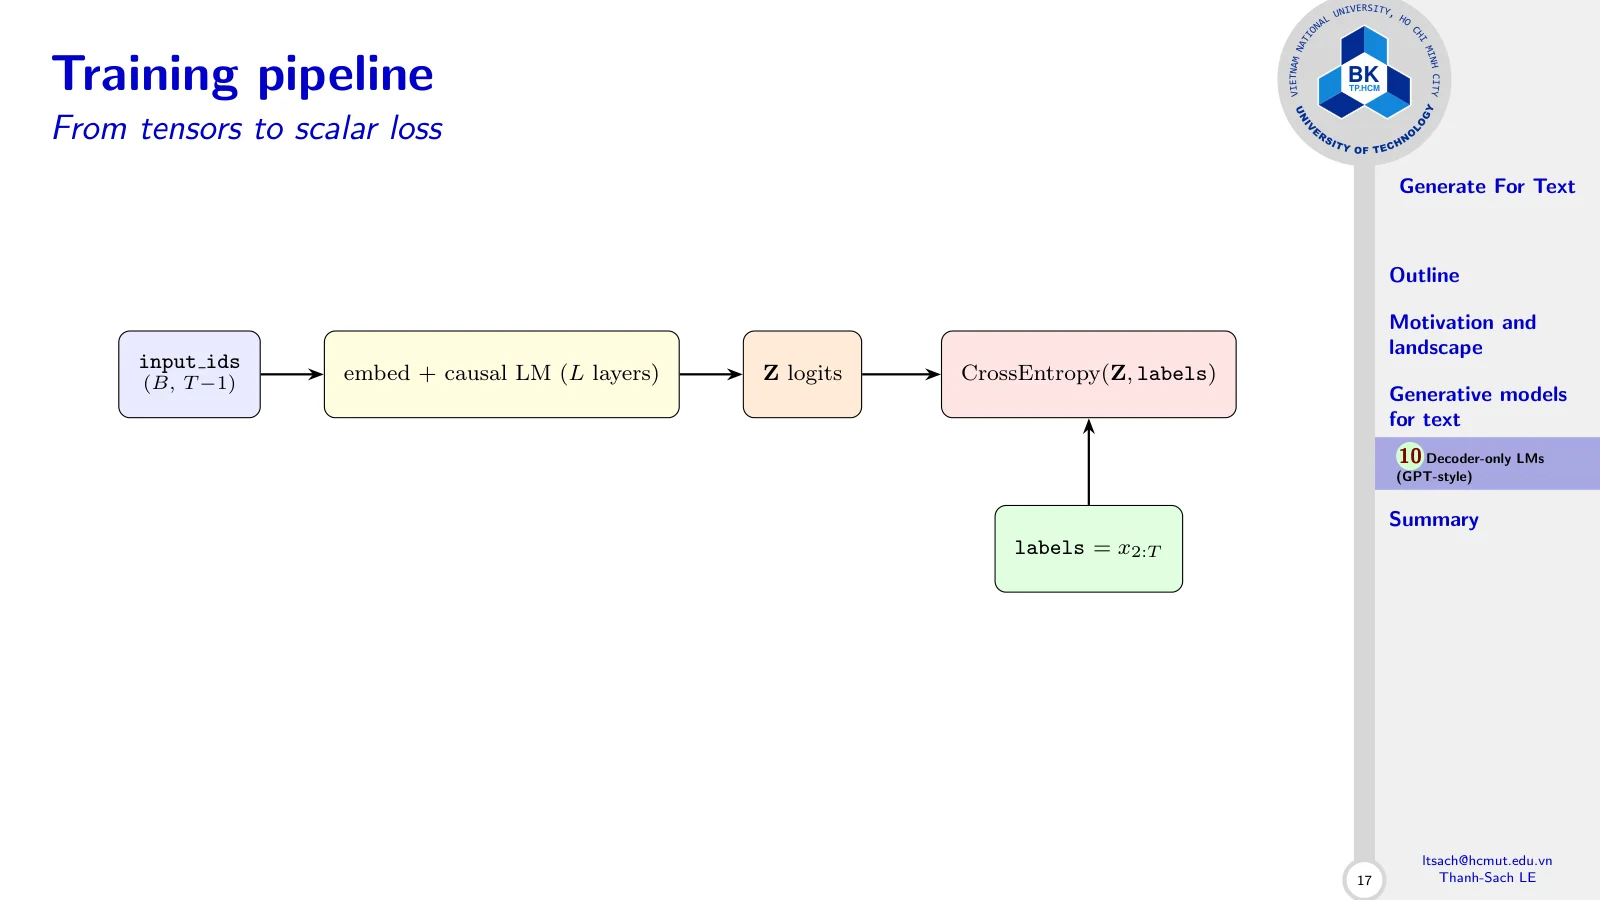 Training pipeline
From tensors to scalar loss
input_ids
(B, T−1)
embed + causal LM (L layers)
Z logits
CrossEntropy(Z, labels)
labels = x₂:T
VIETNAM NATIONAL UNIVERSITY, HO CHI MINH CITY
BK
TP.HCM
UNIVERSITY OF TECHNOLOGY
Generate For Text
Outline
Motivation and
landscape
Generative models
for text
10 Decoder-only LMs
(GPT-style)
Summary
ltsach@hcmut.edu.vn
Thanh-Sach LE
17